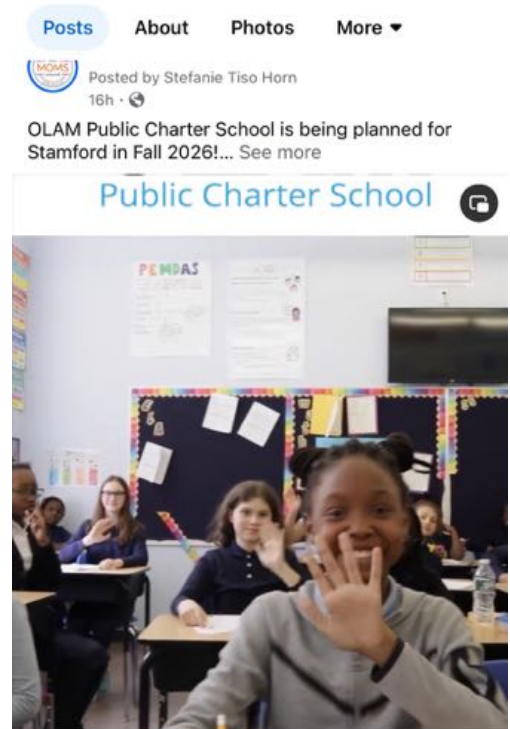 Posts About Photos More
MOMS
Posted by Stefanie Tiso Horn
16h ·
OLAM Public Charter School is being planned for
Stamford in Fall 2026!... See more
Public Charter School
PEMDAS